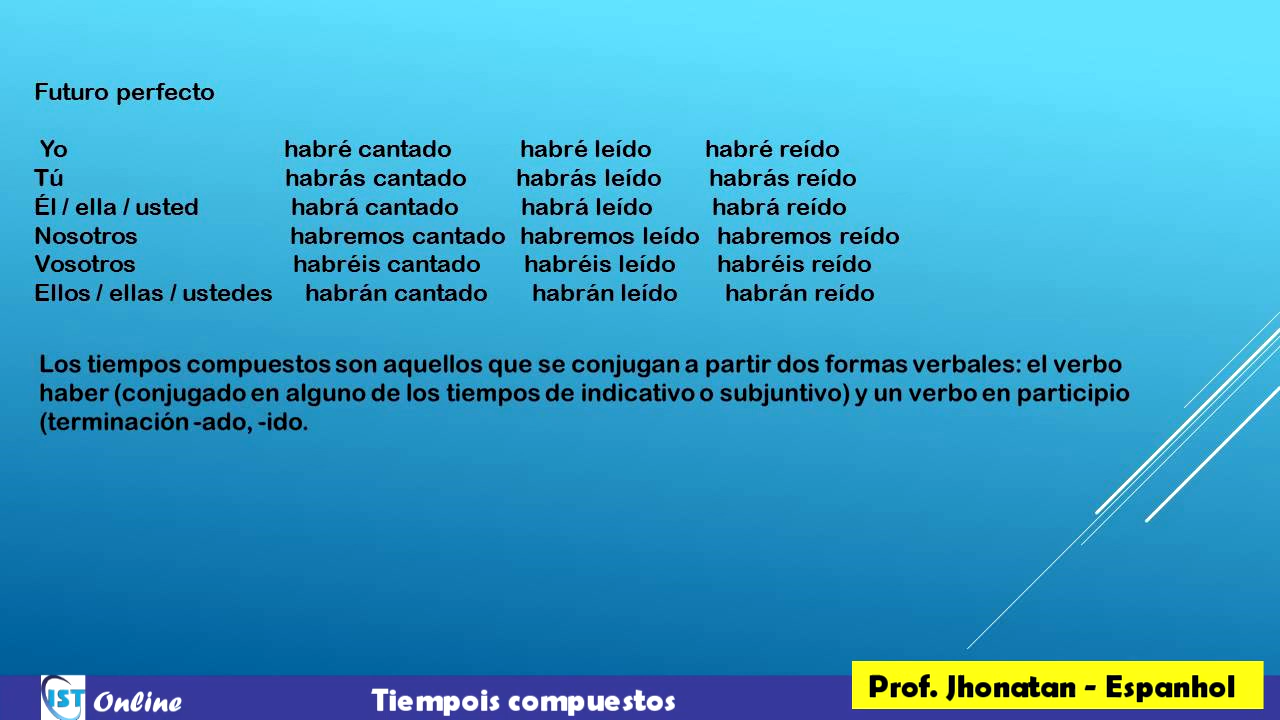 Futuro perfecto
Yo habré cantado habré leído habré reído
Tú habrás cantado habrás leído habrás reído
Él / ella / usted habrá cantado habrá leído habrá reído
Nosotros habremos cantado habremos leído habremos reído
Vosotros habréis cantado habréis leído habréis reído
Ellos / ellas / ustedes habrán cantado habrán leído habrán reído
Los tiempos compuestos son aquellos que se conjugan a partir dos formas verbales: el verbo
haber (conjugado en alguno de los tiempos de indicativo o subjuntivo) y un verbo en participio
(terminación -ado, -ido.
IST Online
Tiempois compuestos
Prof. Jhonatan - Espanhol